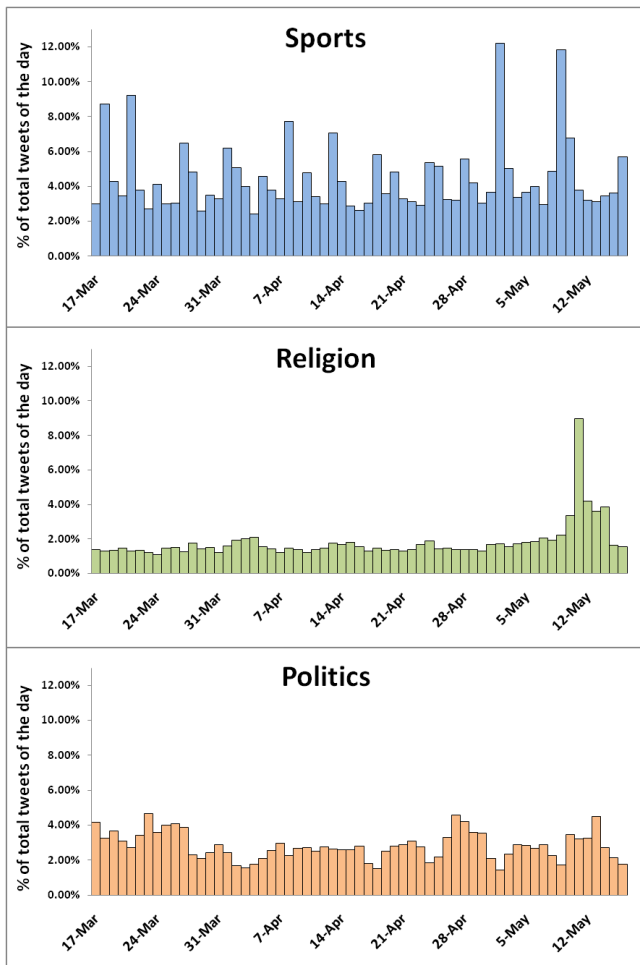 Sports
% of total tweets of the day
12.00%
10.00%
8.00%
6.00%
4.00%
2.00%
0.00%
17-Mar
24-Mar
31-Mar
7-Apr
14-Apr
21-Apr
28-Apr
5-May
12-May
Religion
% of total tweets of the day
12.00%
10.00%
8.00%
6.00%
4.00%
2.00%
0.00%
17-Mar
24-Mar
31-Mar
7-Apr
14-Apr
21-Apr
28-Apr
5-May
12-May
Politics
% of total tweets of the day
12.00%
10.00%
8.00%
6.00%
4.00%
2.00%
0.00%
17-Mar
24-Mar
31-Mar
7-Apr
14-Apr
21-Apr
28-Apr
5-May
12-May